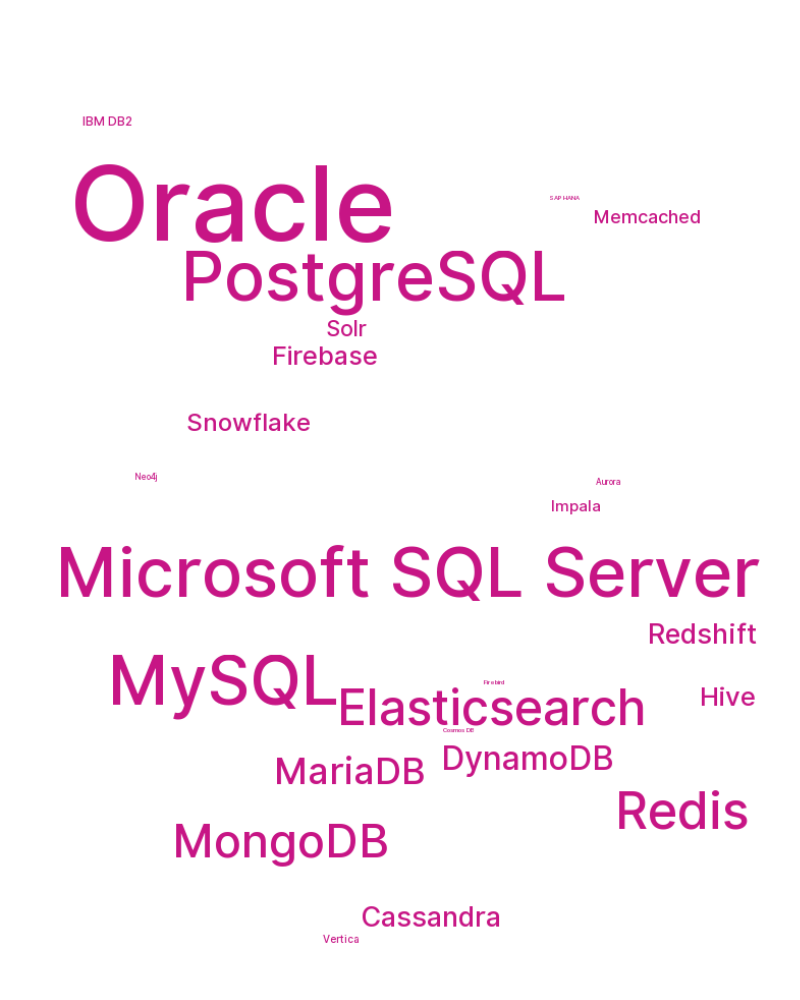 IBM DB2
Oracle
SAP HANA
Memcached
PostgreSQL
Solr
Firebase
Snowflake
Neo4j
Aurora
Impala
Microsoft SQL Server
Redshift
MySQL
Firebird
Elasticsearch
Hive
Cosmos DB
DynamoDB
MariaDB
Redis
MongoDB
Cassandra
Vertica